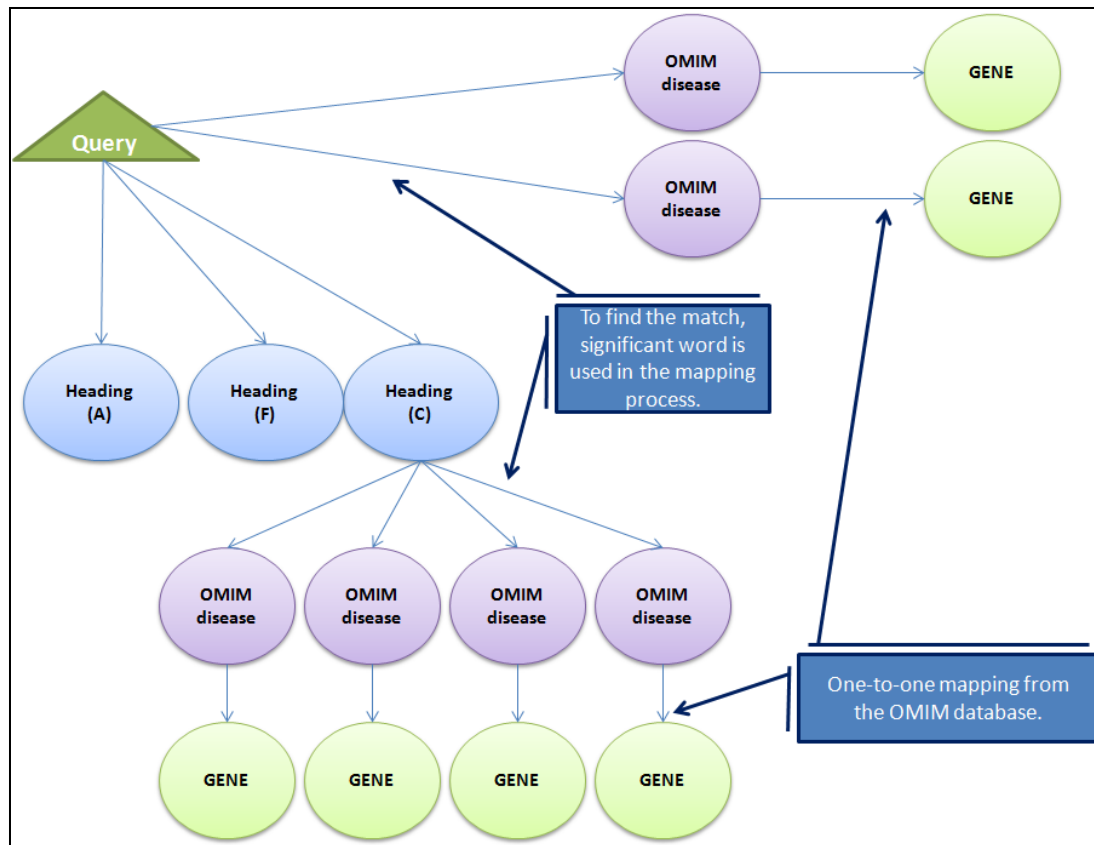 OMIM
disease
GENE
Query
OMIM
disease
GENE
To find the match,
significant word is
used in the mapping
process.
Heading
(A)
Heading
(F)
Heading
(C)
OMIM
disease
OMIM
disease
OMIM
disease
OMIM
disease
One-to-one mapping from
the OMIM database.
GENE
GENE
GENE
GENE